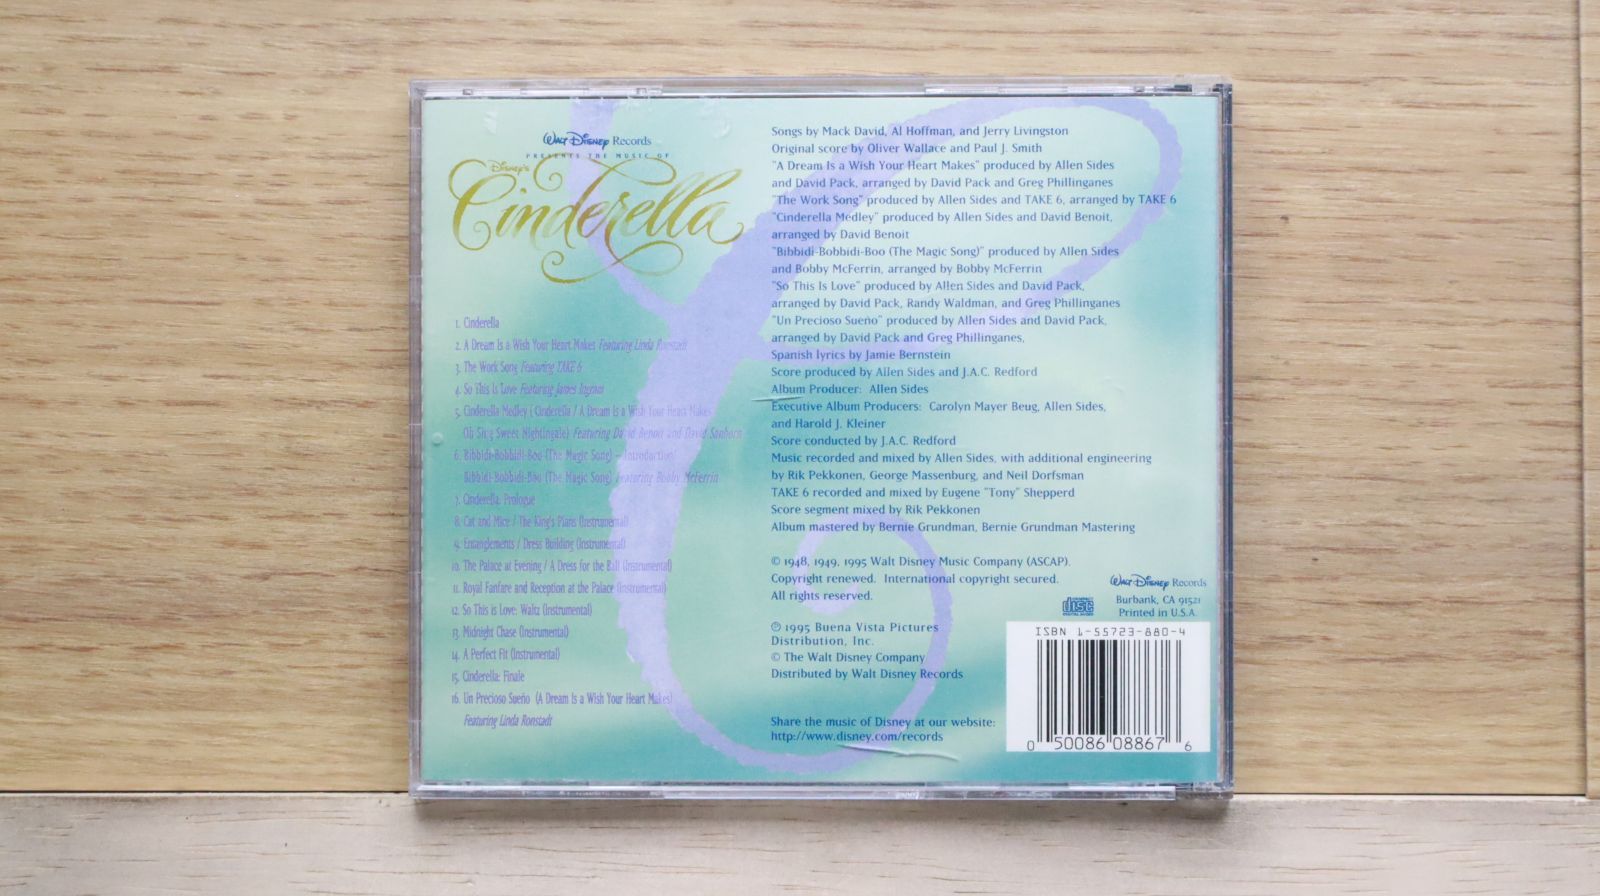 Walt Disney Records
PRESENTS THE MUSIC OF
Disney's
Cinderella
1. Cinderella
2. A Dream Is a Wish Your Heart Makes Featuring Linda Ronstadt
3. The Work Song Featuring TAKE 6
4. So This Is Love Featuring James Ingram
5. Cinderella Medley ( Cinderella / A Dream Is a Wish Your Heart Makes
Oh Sing Sweet Nightingale) Featuring David Benoit and David Sanborn
6. Bibbidi-Bobbidi-Boo (The Magic Song) – Introduction/
Bibbidi-Bobbidi-Boo (The Magic Song) Featuring Bobby McFerrin
7. Cinderella: Prologue
8. Cat and Mice / The King's Plans (Instrumental)
9. Entanglements / Dress Building (Instrumental)
10. The Palace at Evening / A Dress for the Ball (Instrumental)
11. Royal Fanfare and Reception at the Palace (Instrumental)
12. So This is Love: Waltz (Instrumental)
13. Midnight Chase (Instrumental)
14. A Perfect Fit (Instrumental)
15. Cinderella: Finale
16. Un Precioso Sueño (A Dream Is a Wish Your Heart Makes)
Featuring Linda Ronstadt
Songs by Mack David, Al Hoffman, and Jerry Livingston
Original score by Oliver Wallace and Paul J. Smith
"A Dream Is a Wish Your Heart Makes" produced by Allen Sides
and David Pack, arranged by David Pack and Greg Phillinganes
"The Work Song" produced by Allen Sides and TAKE 6, arranged by TAKE 6
"Cinderella Medley" produced by Allen Sides and David Benoit,
arranged by David Benoit
"Bibbidi-Bobbidi-Boo (The Magic Song)" produced by Allen Sides
and Bobby McFerrin, arranged by Bobby McFerrin
"So This Is Love" produced by Allen Sides and David Pack,
arranged by David Pack, Randy Waldman, and Greg Phillinganes
"Un Precioso Sueño" produced by Allen Sides and David Pack,
arranged by David Pack and Greg Phillinganes,
Spanish lyrics by Jamie Bernstein
Score produced by Allen Sides and J.A.C. Redford
Album Producer: Allen Sides
Executive Album Producers: Carolyn Mayer Beug, Allen Sides,
and Harold J. Kleiner
Score conducted by J.A.C. Redford
Music recorded and mixed by Allen Sides, with additional engineering
by Rik Pekkonen, George Massenburg, and Neil Dorfsman
TAKE 6 recorded and mixed by Eugene "Tony" Shepperd
Score segment mixed by Rik Pekkonen
Album mastered by Bernie Grundman, Bernie Grundman Mastering
© 1948, 1949, 1995 Walt Disney Music Company (ASCAP).
Copyright renewed. International copyright secured.
All rights reserved.
℗ 1995 Buena Vista Pictures
Distribution, Inc.
© The Walt Disney Company
Distributed by Walt Disney Records
Share the music of Disney at our website:
http://www.disney.com/records
Walt Disney Records
Burbank, CA 91521
Printed in U.S.A.
COMPACT
disc
DIGITAL AUDIO
ISBN 1-55723-880-4
0 50086 08867 6